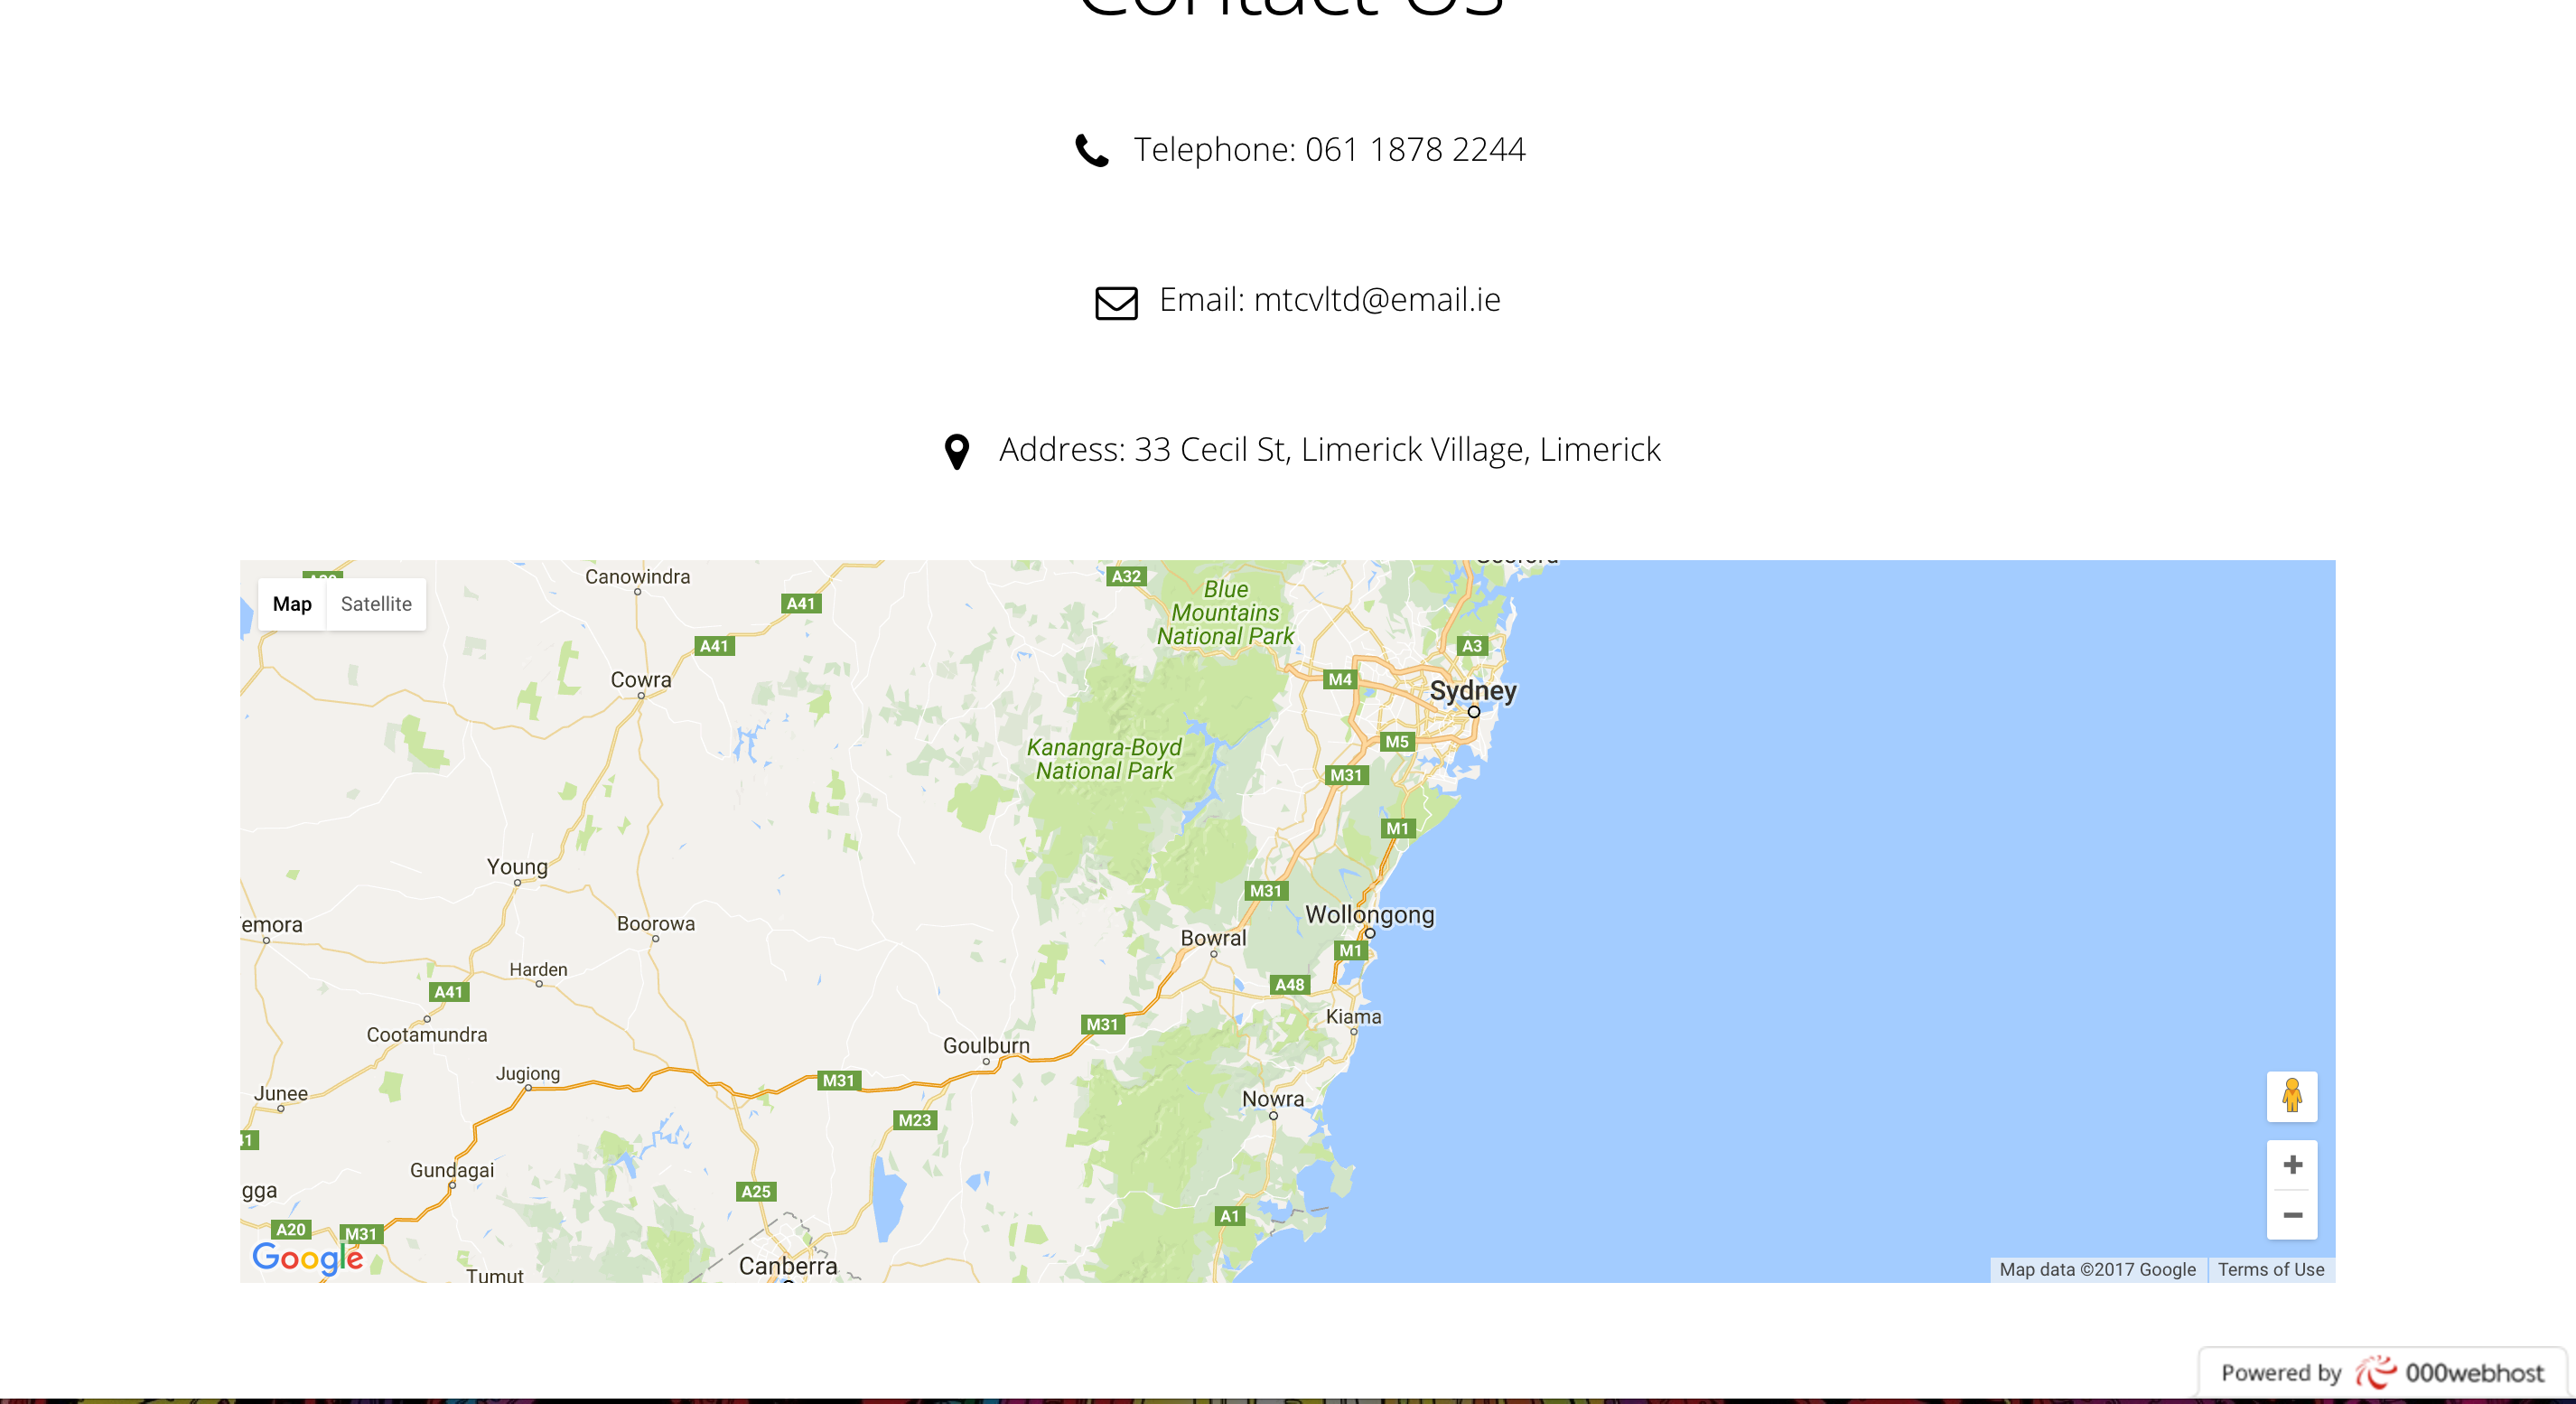 Contact Us
Telephone: 061 1878 2244
Email: mtcvltd@email.ie
Address: 33 Cecil St, Limerick Village, Limerick
Map Satellite
Canowindra
A32
Blue
Mountains
National Park
A41
A41
A3
Cowra
M4
Sydney
Kanangra-Boyd
National Park
M5
M31
M1
Young
M31
Wollongong
emora
Boorowa
Bowral
M1
Harden
A48
A41
Kiama
Cootamundra
M31
Goulburn
Jugiong
M31
Junee
Nowra
M23
41
Gundagai
gga
A25
A20
M31
A1
Google
Canberra
Tumut
Map data ©2017 Google Terms of Use
Powered by 000webhost